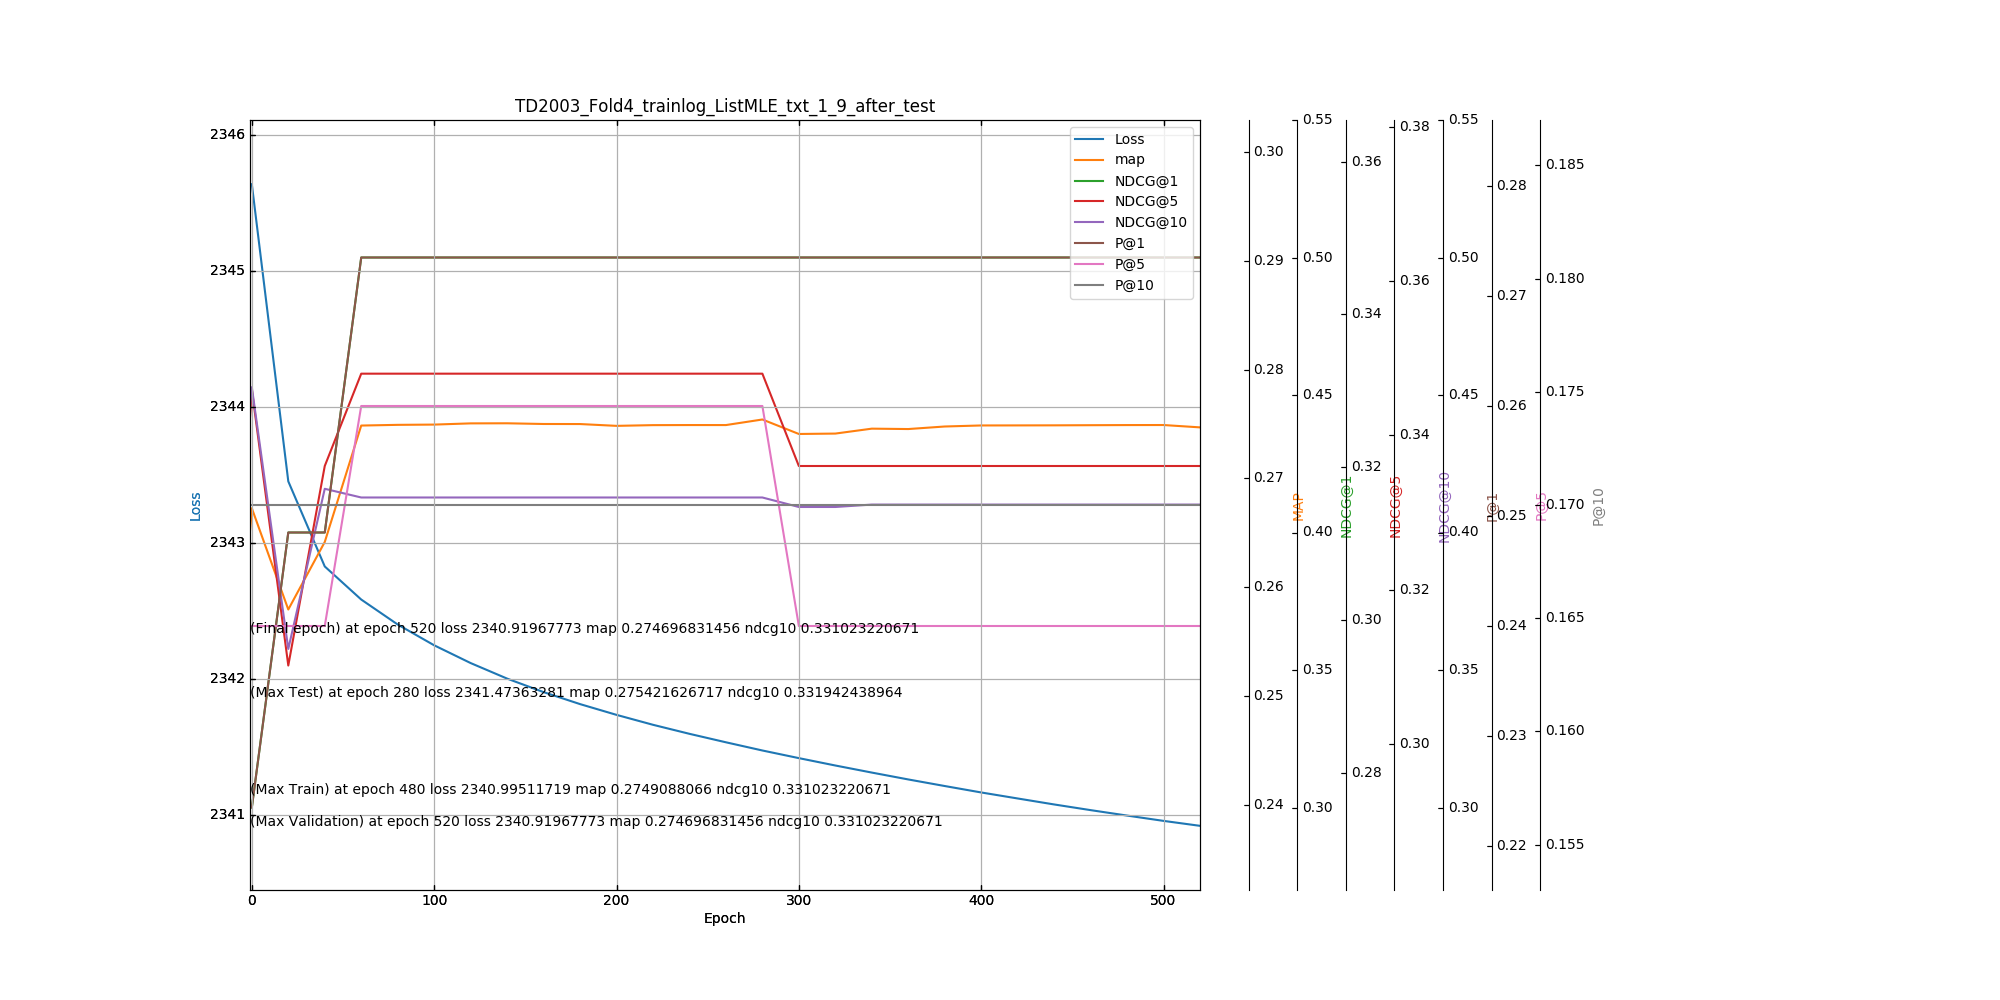 TD2003_Fold4_trainlog_ListMLE_txt_1_9_after_test
2346
2345
2344
2343
2342
2341
Loss
0
100
200
300
400
500
Epoch
Loss
map
NDCG@1
NDCG@5
NDCG@10
P@1
P@5
P@10
(Final epoch) at epoch 520 loss 2340.91967773 map 0.274696831456 ndcg10 0.331023220671
(Max Test) at epoch 280 loss 2341.47363281 map 0.275421626717 ndcg10 0.331942438964
(Max Train) at epoch 480 loss 2340.99511719 map 0.2749088066 ndcg10 0.331023220671
(Max Validation) at epoch 520 loss 2340.91967773 map 0.274696831456 ndcg10 0.331023220671
0.30
0.29
0.28
0.27
0.26
0.25
0.24
MAP
0.55
0.50
0.45
0.40
0.35
0.30
NDCG@1
0.36
0.34
0.32
0.30
0.28
NDCG@5
0.38
0.36
0.34
0.32
0.30
NDCG@10
0.55
0.50
0.45
0.40
0.35
0.30
P@1
0.28
0.27
0.26
0.25
0.24
0.23
0.22
P@5
0.185
0.180
0.175
0.170
0.165
0.160
0.155
P@10